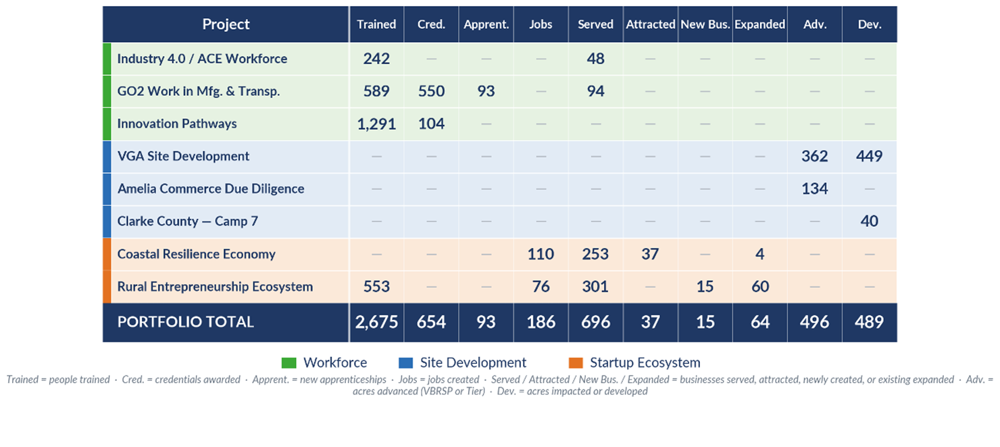 Project Trained Cred. Apprent. Jobs Served Attracted New Bus. Expanded Adv. Dev.
Industry 4.0 / ACE Workforce 242 — — — 48 — — — — —
GO2 Work in Mfg. & Transp. 589 550 93 — 94 — — — — —
Innovation Pathways 1,291 104 — — — — — — — —
VGA Site Development — — — — — — — — 362 449
Amelia Commerce Due Diligence — — — — — — — — 134 —
Clarke County — Camp 7 — — — — — — — — — 40
Coastal Resilience Economy — — — 110 253 37 — 4 — —
Rural Entrepreneurship Ecosystem 553 — — 76 301 — 15 60 — —
PORTFOLIO TOTAL 2,675 654 93 186 696 37 15 64 496 489
Workforce Site Development Startup Ecosystem
Trained = people trained · Cred. = credentials awarded · Apprent. = new apprenticeships · Jobs = jobs created · Served / Attracted / New Bus. / Expanded = businesses served, attracted, newly created, or existing expanded · Adv. =
acres advanced (VBRSP or Tier) · Dev. = acres impacted or developed